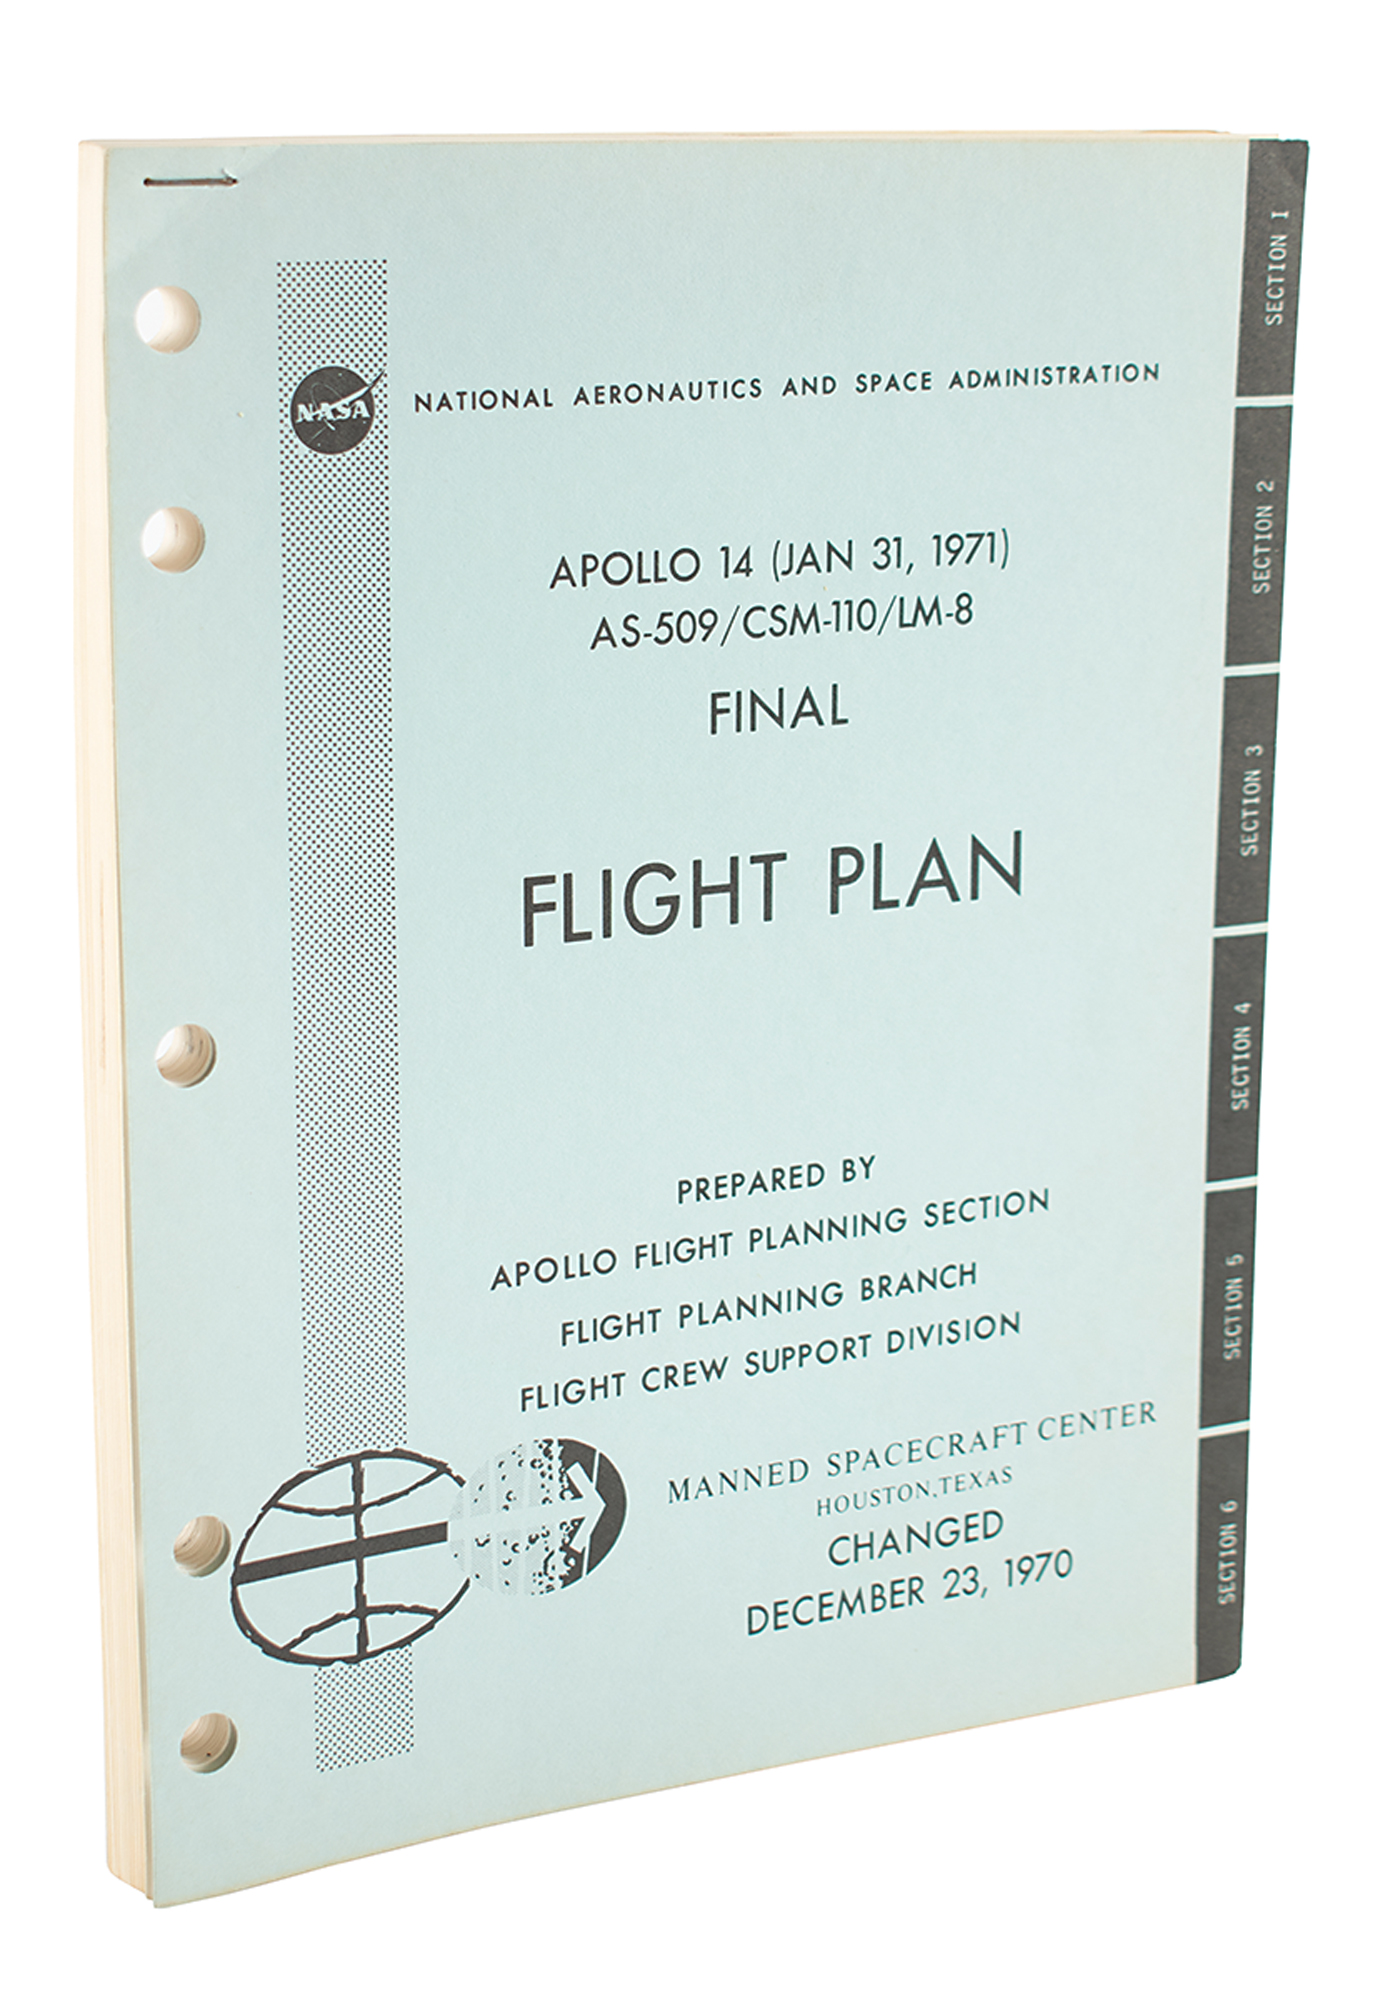 NASA
NATIONAL AERONAUTICS AND SPACE ADMINISTRATION
APOLLO 14 (JAN 31, 1971)
AS-509/CSM-110/LM-8
FINAL
FLIGHT PLAN
PREPARED BY
APOLLO FLIGHT PLANNING SECTION
FLIGHT PLANNING BRANCH
FLIGHT CREW SUPPORT DIVISION
MANNED SPACECRAFT CENTER
HOUSTON, TEXAS
CHANGED
DECEMBER 23, 1970
SECTION 1
SECTION 2
SECTION 3
SECTION 4
SECTION 5
SECTION 6